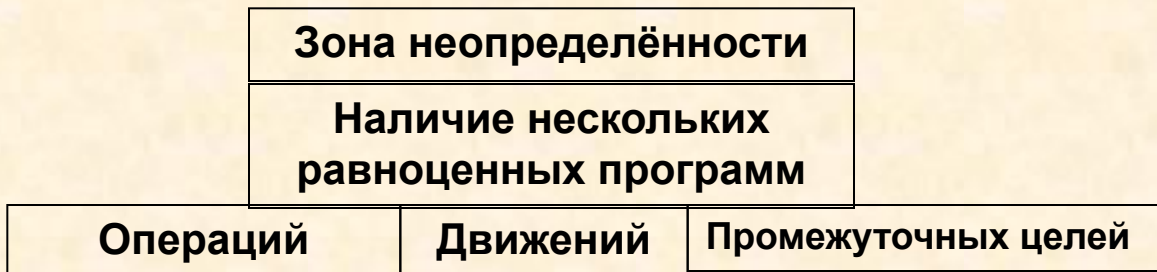 Зона неопределённости
Наличие нескольких
равноценных программ
Операций Движений Промежуточных целей